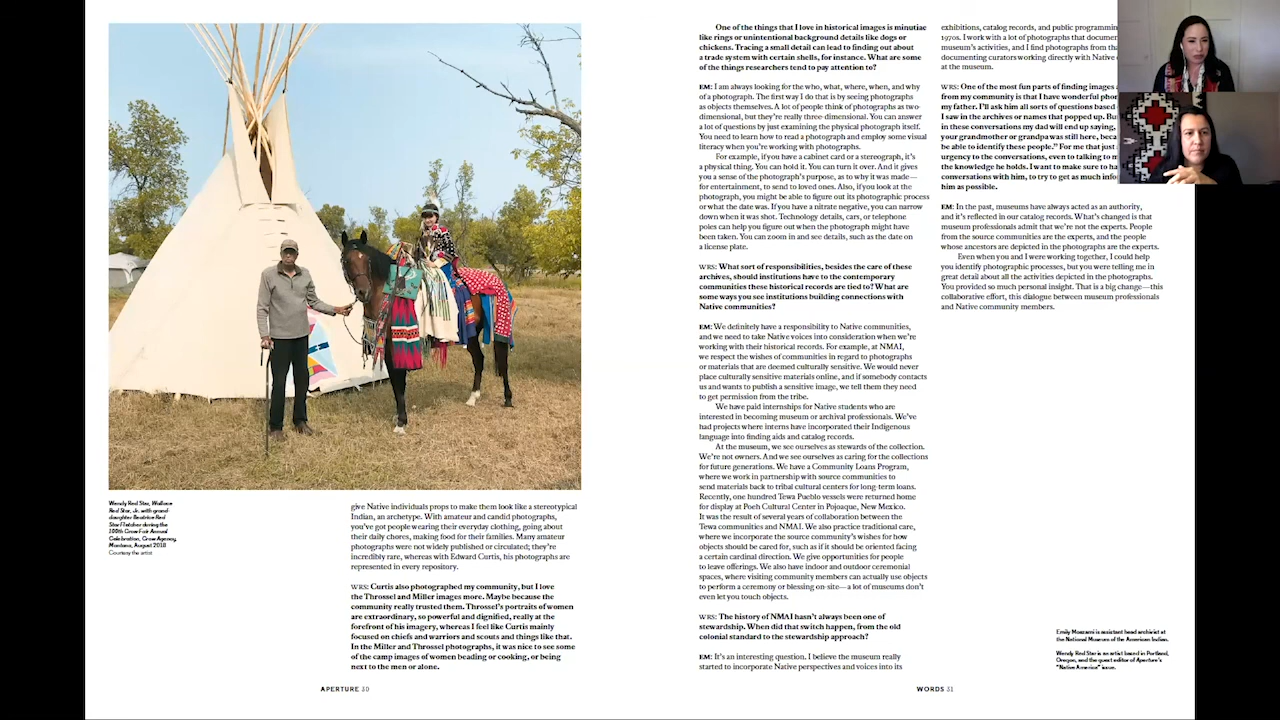 Wendy Red Star, Wallace
Red Star, Jr. with grand-
daughter Beatrice Red
Star Fletcher during the
100th Crow Fair Annual
Celebration, Crow Agency,
Montana, August 2018
Courtesy the artist
give Native individuals props to make them look like a stereotypical
Indian, an archetype. With amateur and candid photographs,
you've got people wearing their everyday clothing, going about
their daily chores, making food for their families. Many amateur
photographs were not widely published or circulated; they're
incredibly rare, whereas with Edward Curtis, his photographs are
represented in every repository.
WRS: Curtis also photographed my community, but I love
the Throssel and Miller images more. Maybe because the
community really trusted them. Throssel's portraits of women
are extraordinary, so powerful and dignified, really at the
forefront of his imagery, whereas I feel like Curtis mainly
focused on chiefs and warriors and scouts and things like that.
In the Miller and Throssel photographs, it was nice to see some
of the camp images of women beading or cooking, or being
next to the men or alone.
APERTURE 30
One of the things that I love in historical images is minutiae
like rings or unintentional background details like dogs or
chickens. Tracing a small detail can lead to finding out about
a trade system with certain shells, for instance. What are some
of the things researchers tend to pay attention to?
EM: I am always looking for the who, what, where, when, and why
of a photograph. The first way I do that is by seeing photographs
as objects themselves. A lot of people think of photographs as two-
dimensional, but they're really three-dimensional. You can answer
a lot of questions by just examining the physical photograph itself.
You need to learn how to read a photograph and employ some visual
literacy when you're working with photographs.
For example, if you have a cabinet card or a stereograph, it's
a physical thing. You can hold it. You can turn it over. And it gives
you a sense of the photograph's purpose, as to why it was made—
for entertainment, to send to loved ones. Also, if you look at the
photograph, you might be able to figure out its photographic process
or what the date was. If you have a nitrate negative, you can narrow
down when it was shot. Technology details, cars, or telephone
poles can help you figure out when the photograph might have
been taken. You can zoom in and see details, such as the date on
a license plate.
WRS: What sort of responsibilities, besides the care of these
archives, should institutions have to the contemporary
communities these historical records are tied to? What are
some ways you see institutions building connections with
Native communities?
EM: We definitely have a responsibility to Native communities,
and we need to take Native voices into consideration when we're
working with their historical records. For example, at NMAI,
we respect the wishes of communities in regard to photographs
or materials that are deemed culturally sensitive. We would never
place culturally sensitive materials online, and if somebody contacts
us and wants to publish a sensitive image, we tell them they need
to get permission from the tribe.
We have paid internships for Native students who are
interested in becoming museum or archival professionals. We've
had projects where interns have incorporated their Indigenous
language into finding aids and catalog records.
At the museum, we see ourselves as stewards of the collection.
We're not owners. And we see ourselves as caring for the collections
for future generations. We have a Community Loans Program,
where we work in partnership with source communities to
send materials back to tribal cultural centers for long-term loans.
Recently, one hundred Tewa Pueblo vessels were returned home
for display at Poeh Cultural Center in Pojoaque, New Mexico.
It was the result of several years of collaboration between the
Tewa communities and NMAI. We also practice traditional care,
where we incorporate the source community's wishes for how
objects should be cared for, such as if it should be oriented facing
a certain cardinal direction. We give opportunities for people
to leave offerings. We also have indoor and outdoor ceremonial
spaces, where visiting community members can actually use objects
to perform a ceremony or blessing on-site—a lot of museums don't
even let you touch objects.
WRS: The history of NMAI hasn't always been one of
stewardship. When did that switch happen, from the old
colonial standard to the stewardship approach?
EM: It's an interesting question. I believe the museum really
started to incorporate Native perspectives and voices into its
exhibitions, catalog records, and public programmin
1970s. I work with a lot of photographs that documen
museum's activities, and I find photographs from tha
documenting curators working directly with Native
at the museum.
WRS: One of the most fun parts of finding images
from my community is that I have wonderful phon
my father. I'll ask him all sorts of questions based
I saw in the archives or names that popped up. Bu
in these conversations my dad will end up saying,
your grandmother or grandpa was still here, beca
be able to identify these people." For me that just
urgency to the conversations, even to talking to m
the knowledge he holds. I want to make sure to ha
conversations with him, to try to get as much info
him as possible.
EM: In the past, museums have always acted as an authority,
and it's reflected in our catalog records. What's changed is that
museum professionals admit that we're not the experts. People
from the source communities are the experts, and the people
whose ancestors are depicted in the photographs are the experts.
Even when you and I were working together, I could help
you identify photographic processes, but you were telling me in
great detail about all the activities depicted in the photographs.
You provided so much personal insight. That is a big change—this
collaborative effort, this dialogue between museum professionals
and Native community members.
Emily Moazami is assistant head archivist at
the National Museum of the American Indian.
Wendy Red Star is an artist based in Portland,
Oregon, and the guest editor of Aperture's
"Native America" issue.
WORDS 31